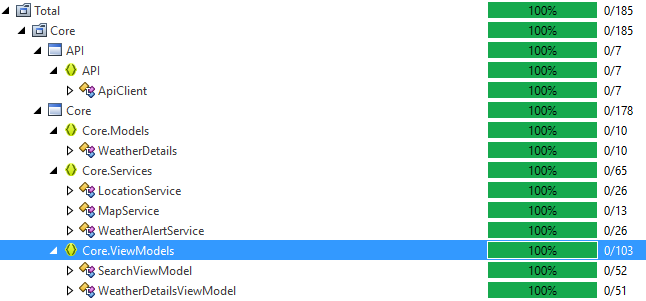 Total 100% 0/185
Core 100% 0/185
API 100% 0/7
API 100% 0/7
ApiClient 100% 0/7
Core 100% 0/178
Core.Models 100% 0/10
WeatherDetails 100% 0/10
Core.Services 100% 0/65
LocationService 100% 0/26
MapService 100% 0/13
WeatherAlertService 100% 0/26
Core.ViewModels 100% 0/103
SearchViewModel 100% 0/52
WeatherDetailsViewModel 100% 0/51